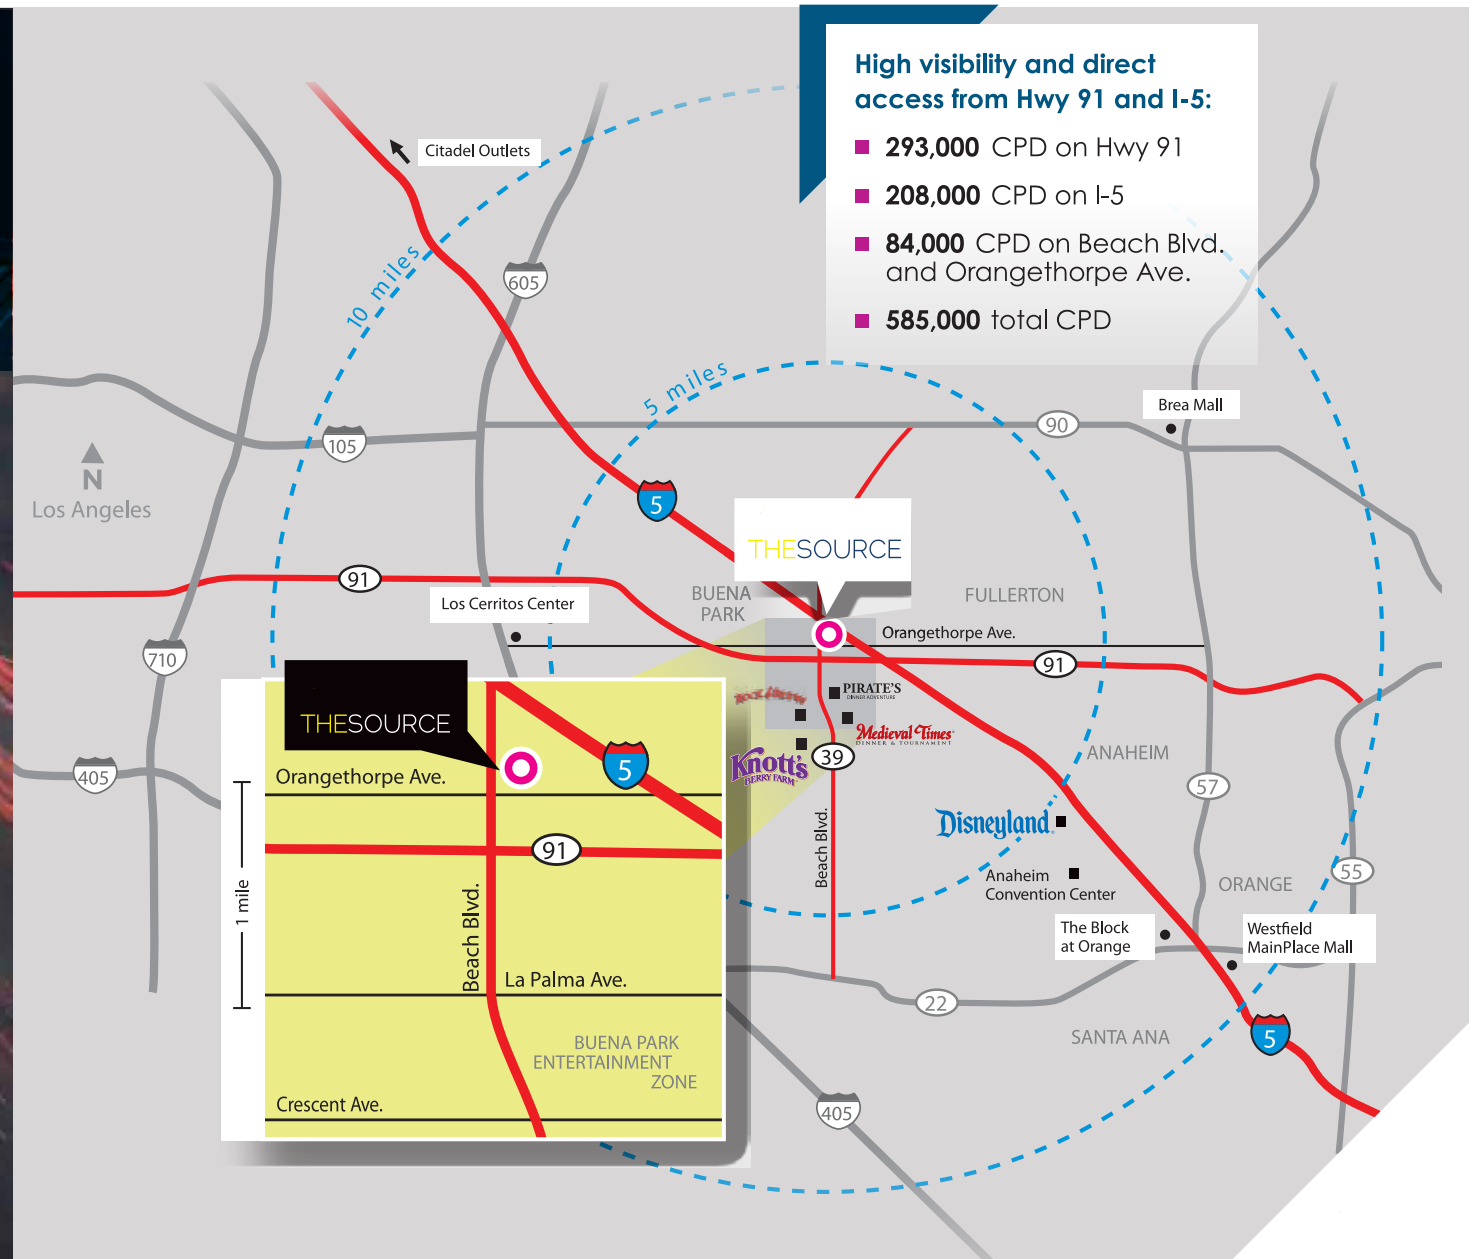 High visibility and direct
access from Hwy 91 and I-5:
293,000 CPD on Hwy 91
208,000 CPD on I-5
84,000 CPD on Beach Blvd.
and Orangethorpe Ave.
585,000 total CPD
Citadel Outlets
10 miles
605
5 miles
Brea Mall
90
105
N
Los Angeles
5
THESOURCE
91
BUENA
PARK
FULLERTON
Los Cerritos Center
Orangethorpe Ave.
710
91
PIRATE'S
DINNER ADVENTURE
Medieval Times
DINNER & TOURNAMENT
Knott's
BERRY FARM
39
ANAHEIM
405
57
Beach Blvd.
Disneyland
Anaheim
Convention Center
ORANGE
55
The Block
at Orange
Westfield
MainPlace Mall
22
SANTA ANA
5
405
THESOURCE
Orangethorpe Ave.
5
91
1 mile
Beach Blvd.
La Palma Ave.
BUENA PARK
ENTERTAINMENT
ZONE
Crescent Ave.